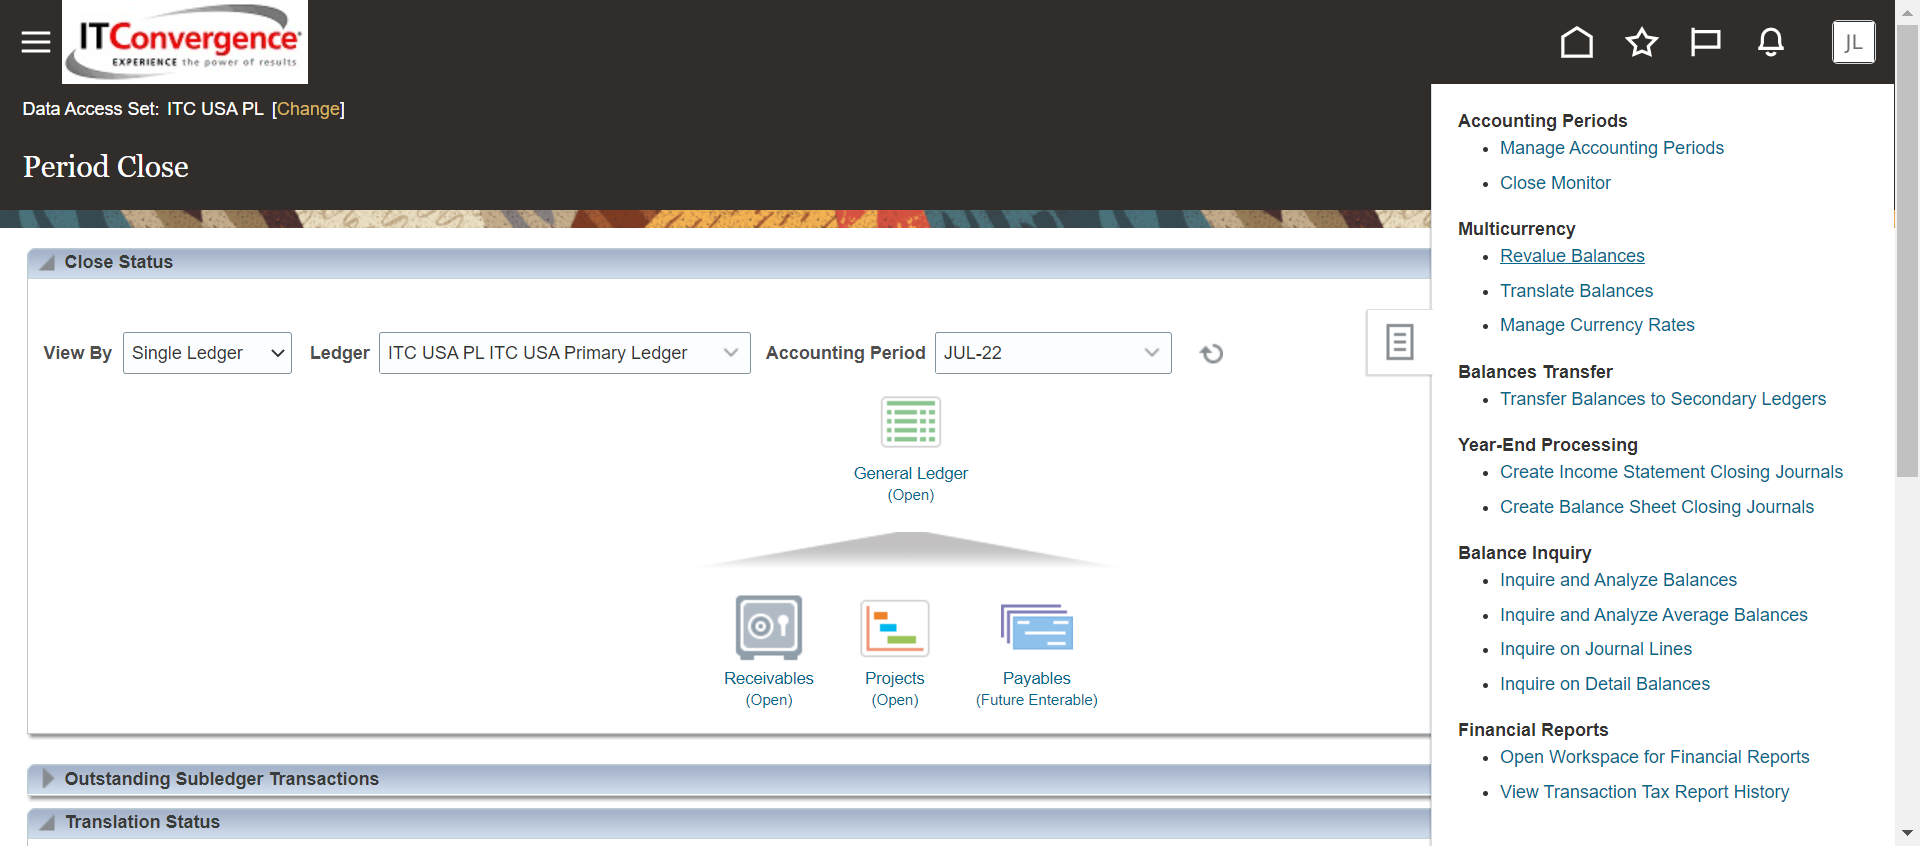 ITConvergence
EXPERIENCE the power of results
JL
Data Access Set: ITC USA PL [Change]
Period Close
Close Status
View By Single Ledger Ledger ITC USA PL ITC USA Primary Ledger Accounting Period JUL-22
General Ledger
(Open)
Receivables
(Open)
Projects
(Open)
Payables
(Future Enterable)
Outstanding Subledger Transactions
Translation Status
Accounting Periods
• Manage Accounting Periods
• Close Monitor
Multicurrency
• Revalue Balances
• Translate Balances
• Manage Currency Rates
Balances Transfer
• Transfer Balances to Secondary Ledgers
Year-End Processing
• Create Income Statement Closing Journals
• Create Balance Sheet Closing Journals
Balance Inquiry
• Inquire and Analyze Balances
• Inquire and Analyze Average Balances
• Inquire on Journal Lines
• Inquire on Detail Balances
Financial Reports
• Open Workspace for Financial Reports
• View Transaction Tax Report History